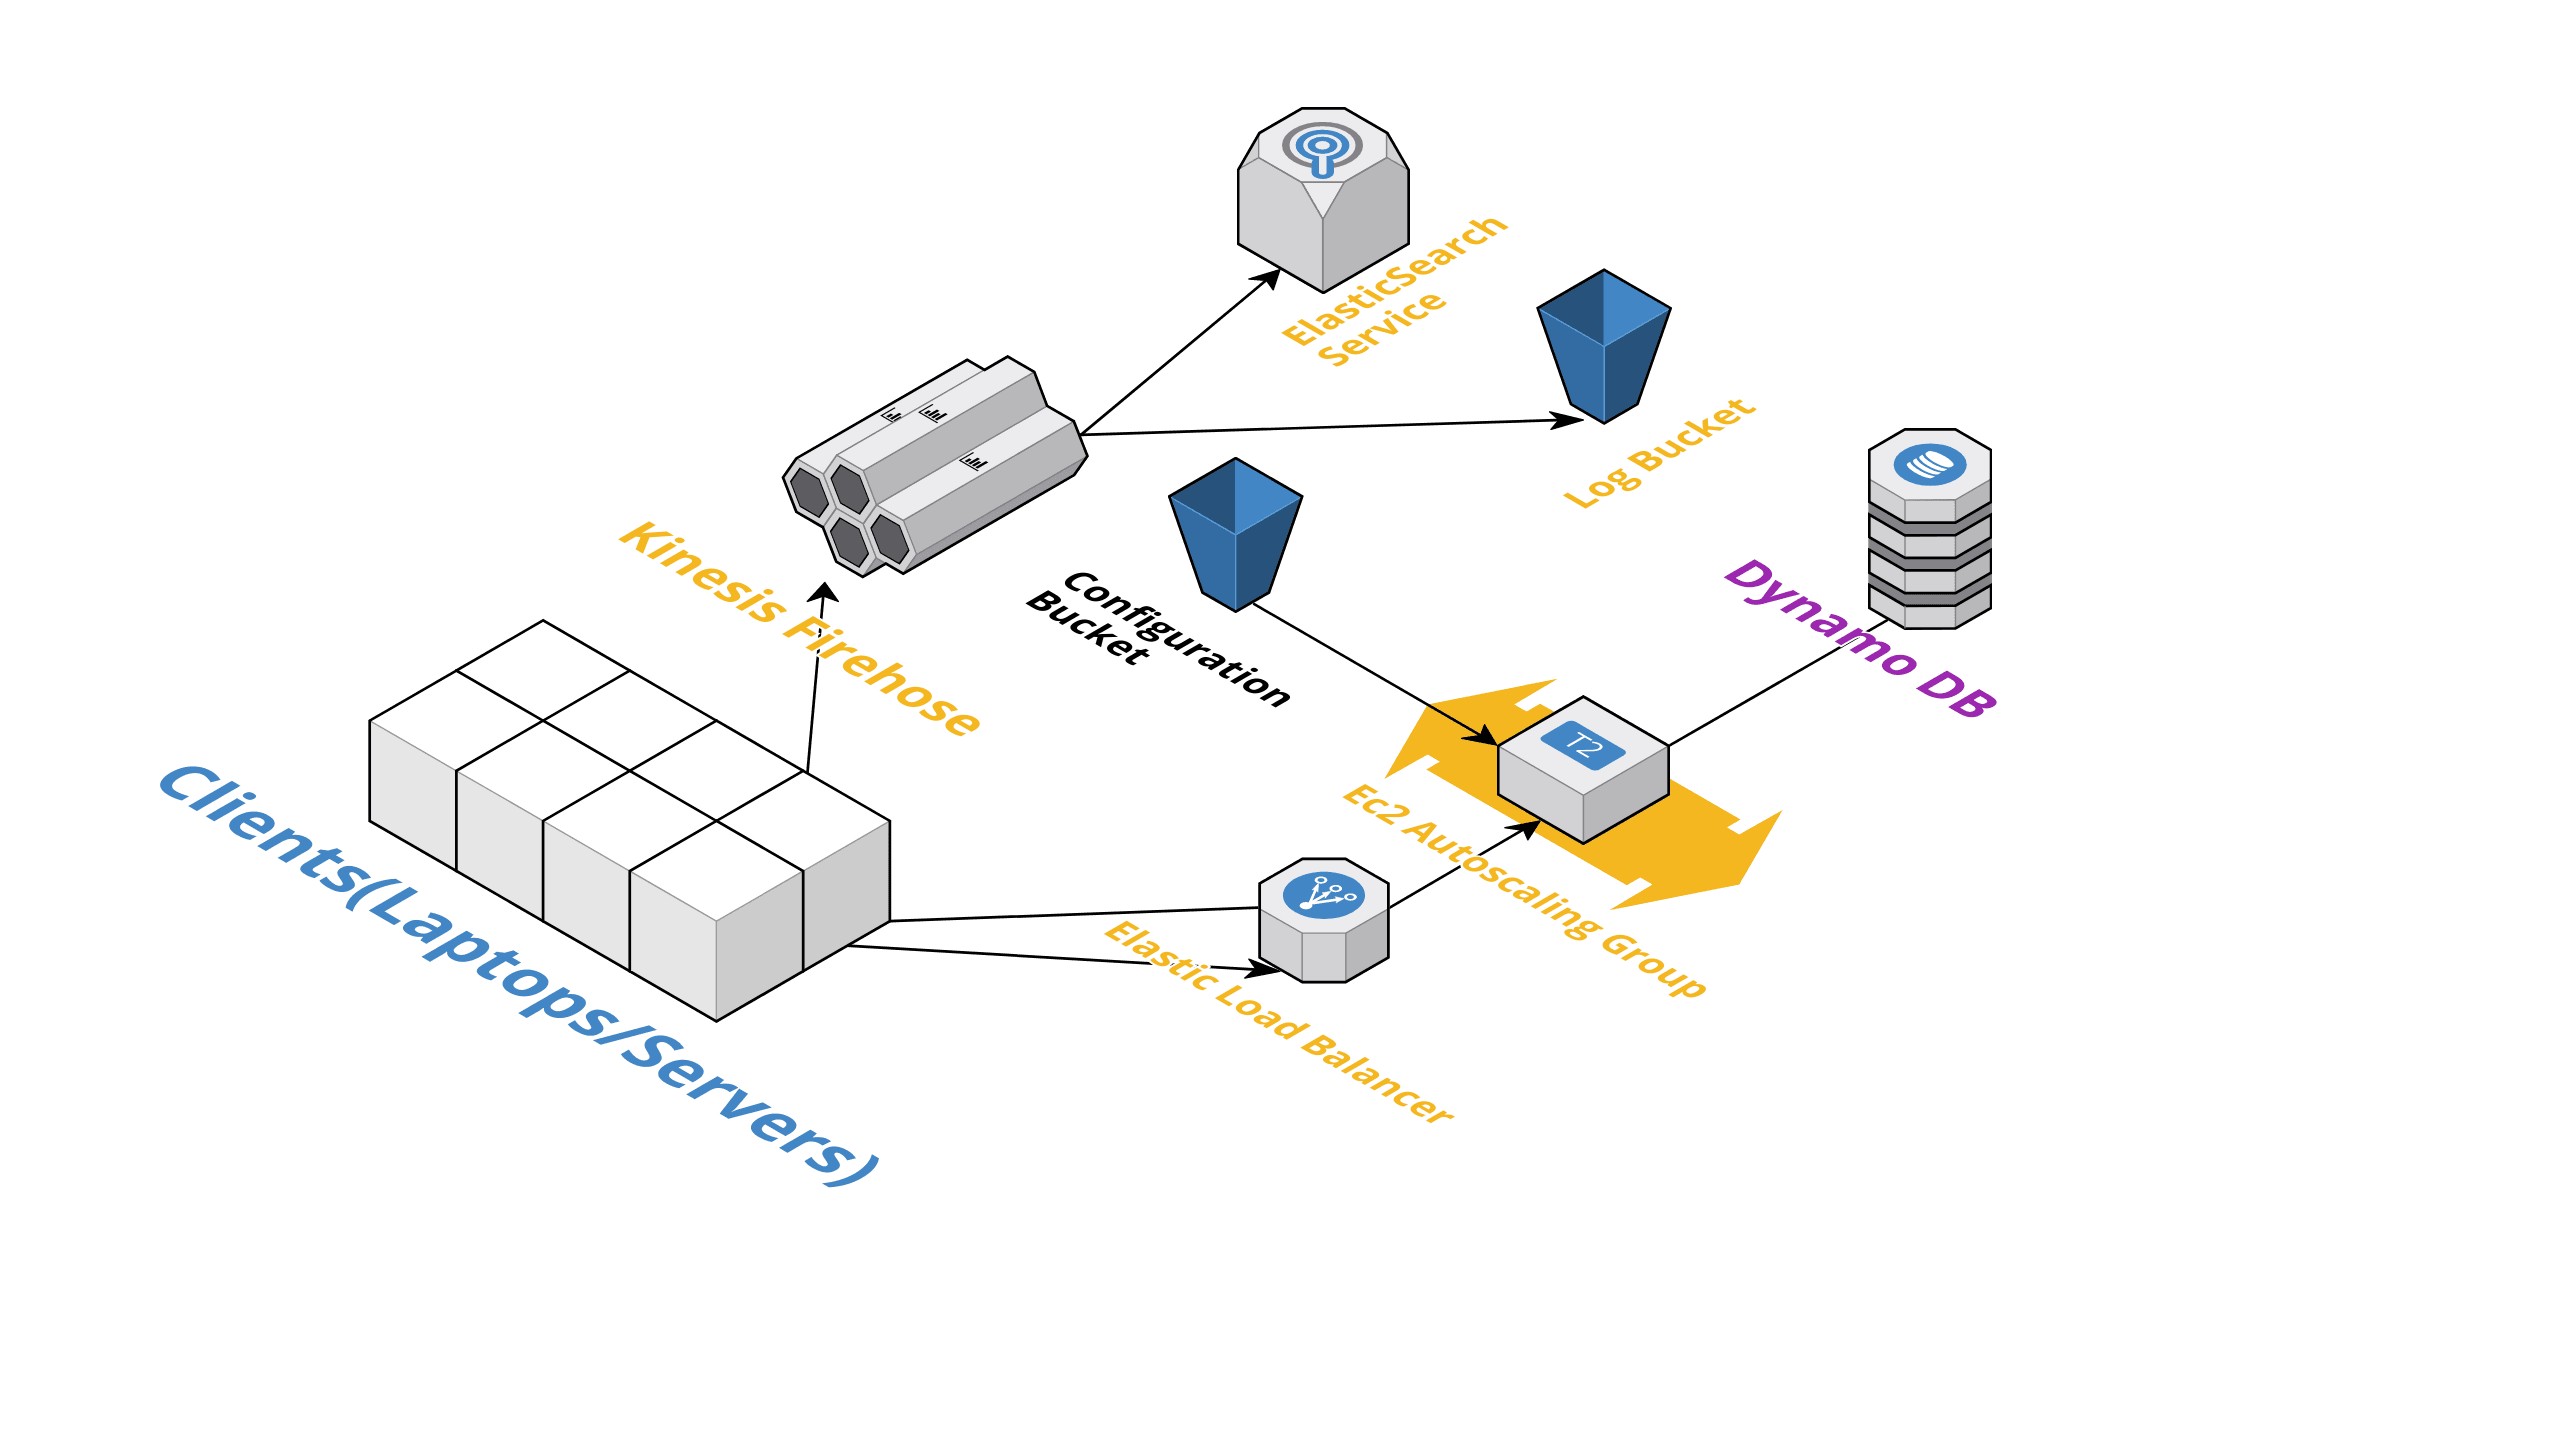 ElasticSearch
Service
Log Bucket
Kinesis Firehose
Configuration
Bucket
Dynamo DB
T2
Ec2 Autoscaling Group
Clients(Laptops/Servers)
Elastic Load Balancer